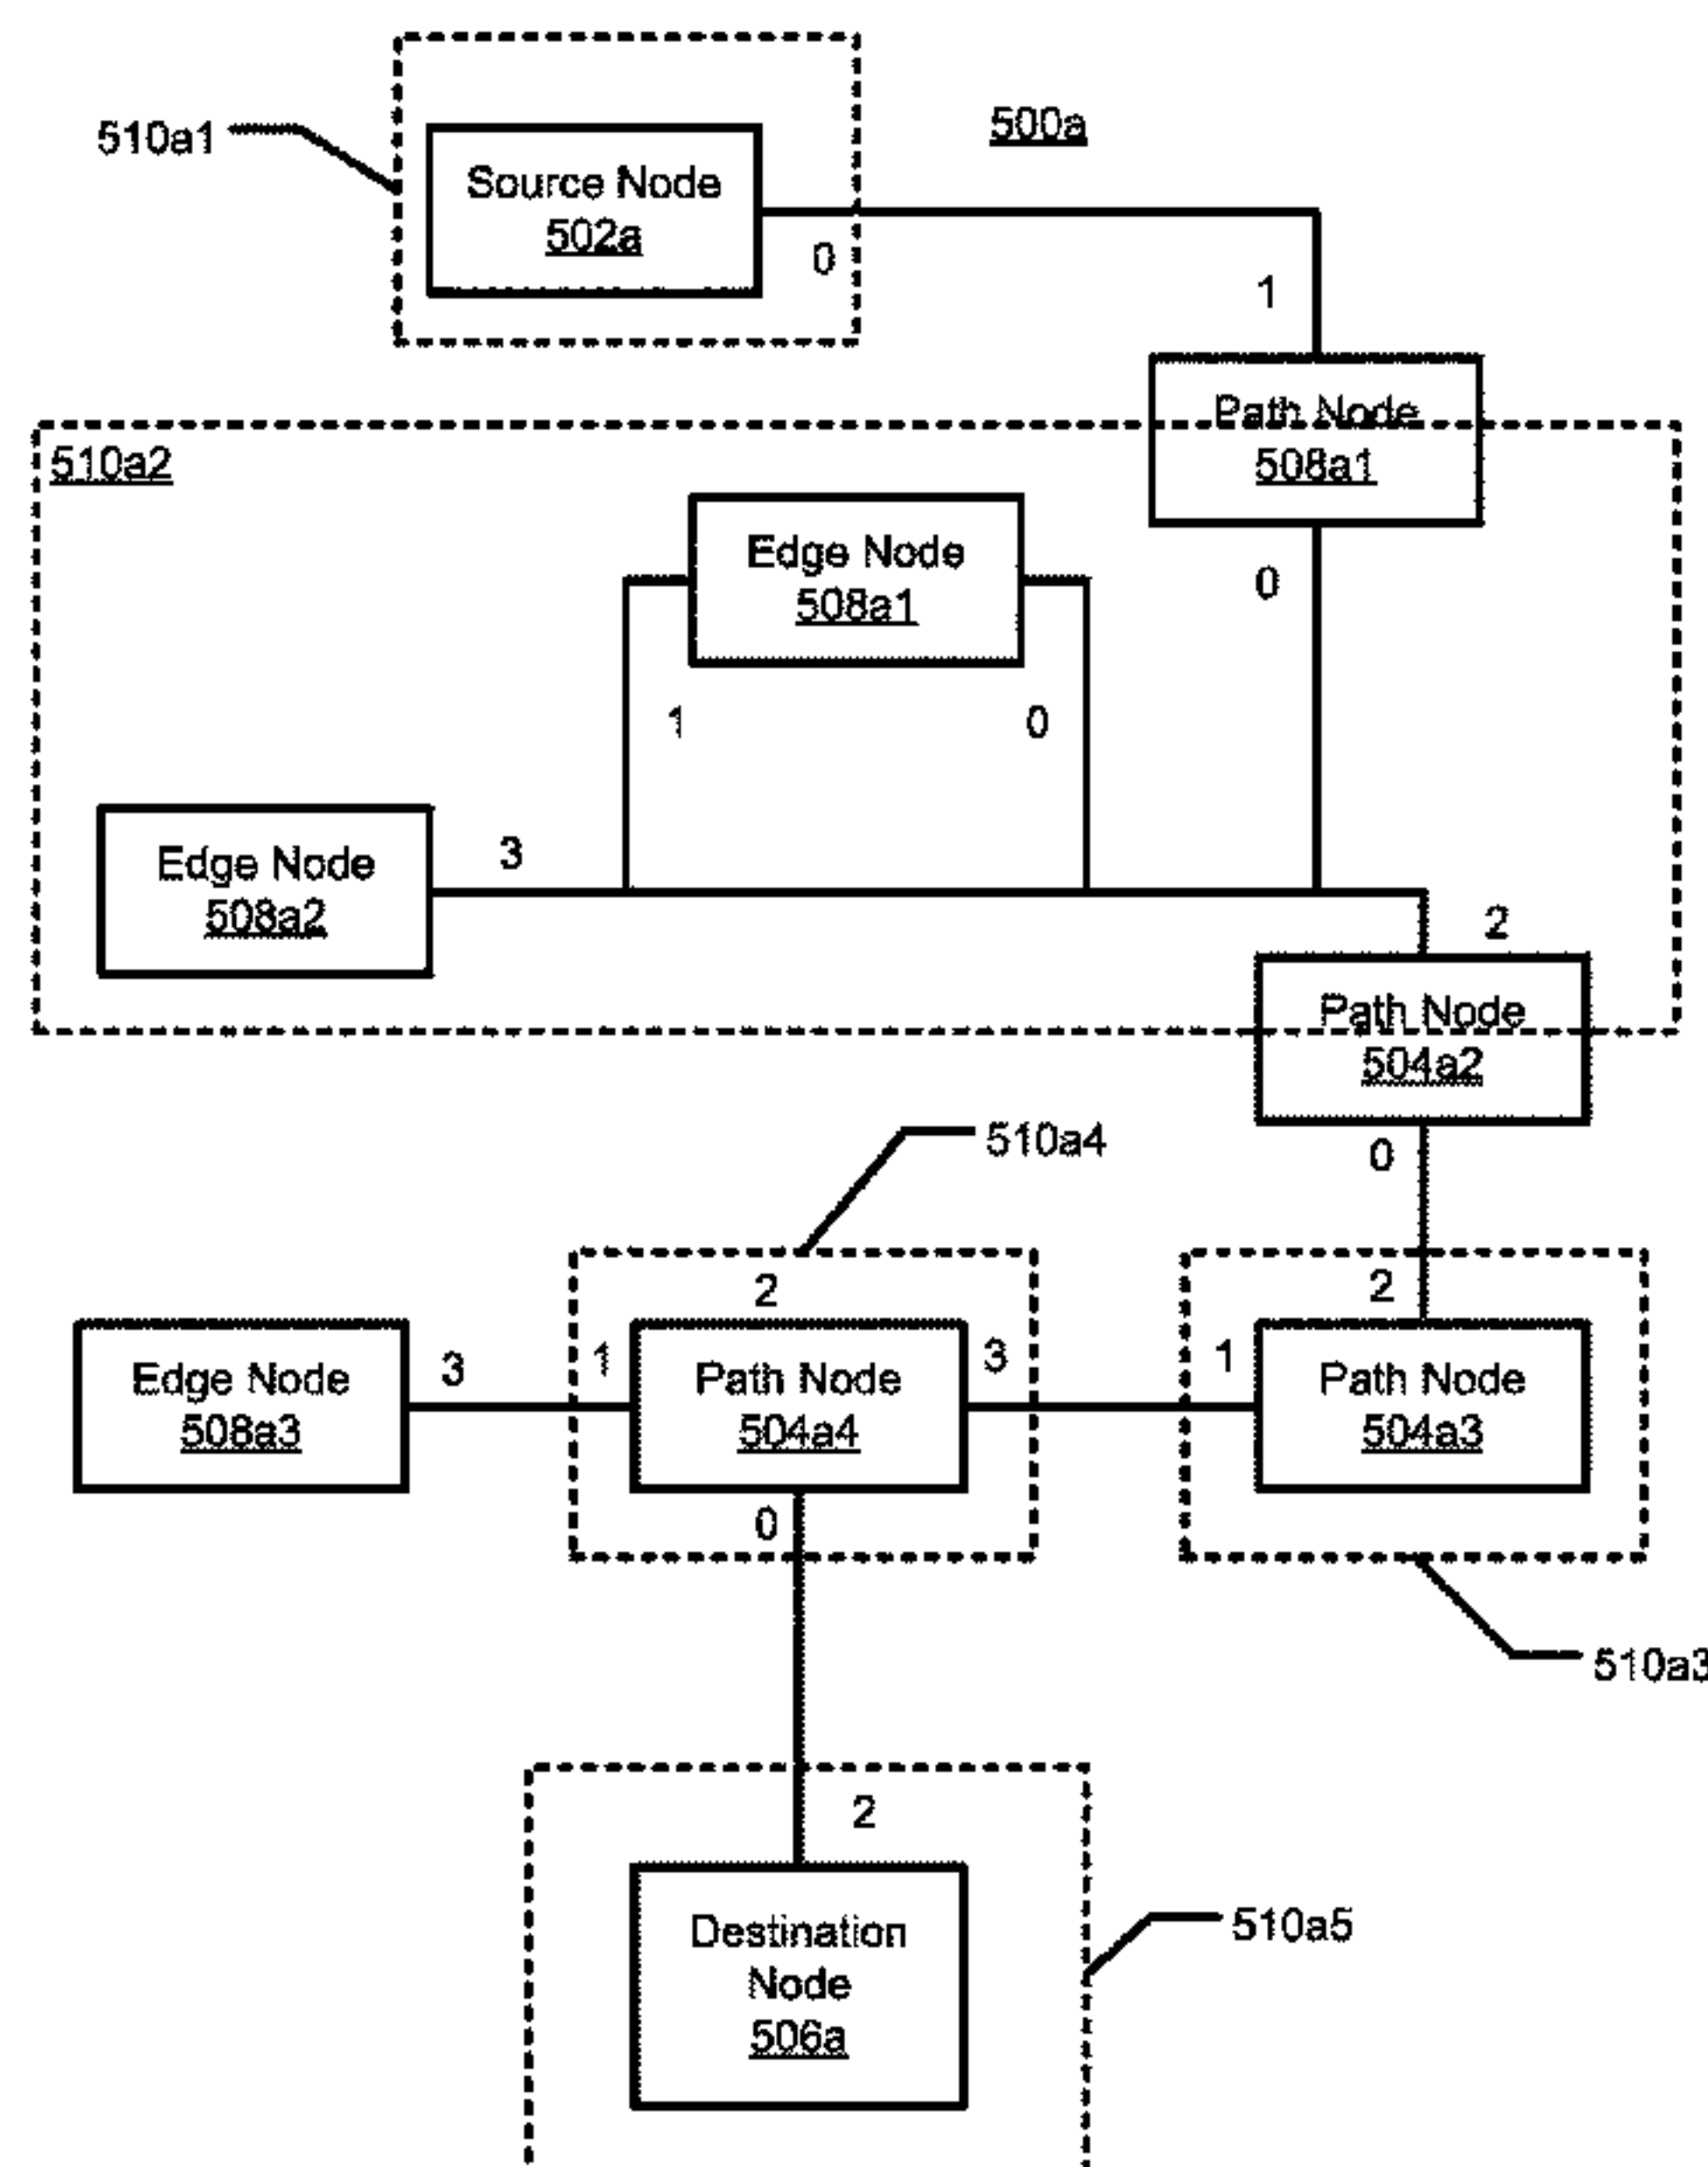 510a1
500a
Source Node
502a
0
1
Path Node
508a1
510a2
Edge Node
508a1
0
1
0
Edge Node
508a2
3
2
Path Node
504a2
0
510a4
2
2
Edge Node
508a3
3
1
Path Node
504a4
3
1
Path Node
504a3
0
510a3
2
Destination
Node
506a
510a5